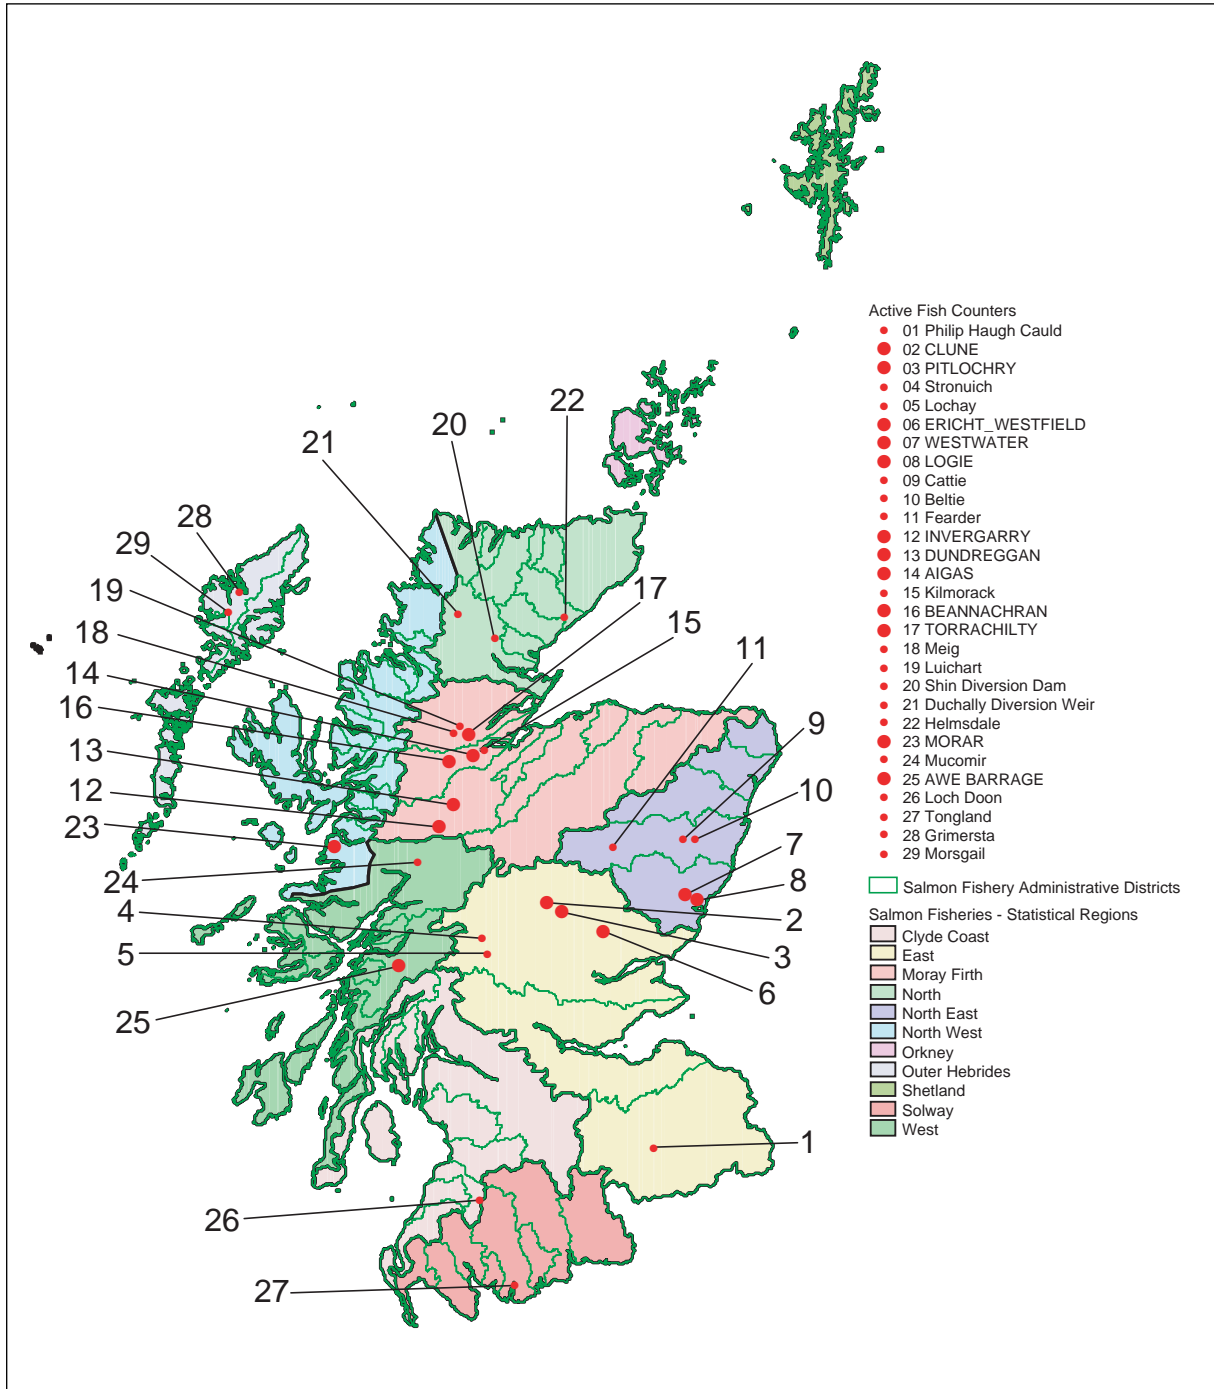 22
20
21
28
29
19
18
14
16
13
12
23
24
4
5
25
17
15
11
9
10
7
8
2
3
6
1
26
27
Active Fish Counters
01 Philip Haugh Cauld
02 CLUNE
03 PITLOCHRY
04 Stronuich
05 Lochay
06 ERICHT_WESTFIELD
07 WESTWATER
08 LOGIE
09 Cattie
10 Beltie
11 Fearder
12 INVERGARRY
13 DUNDREGGAN
14 AIGAS
15 Kilmorack
16 BEANNACHRAN
17 TORRACHILTY
18 Meig
19 Luichart
20 Shin Diversion Dam
21 Duchally Diversion Weir
22 Helmsdale
23 MORAR
24 Mucomir
25 AWE BARRAGE
26 Loch Doon
27 Tongland
28 Grimersta
29 Morsgail
Salmon Fishery Administrative Districts
Salmon Fisheries - Statistical Regions
Clyde Coast
East
Moray Firth
North
North East
North West
Orkney
Outer Hebrides
Shetland
Solway
West